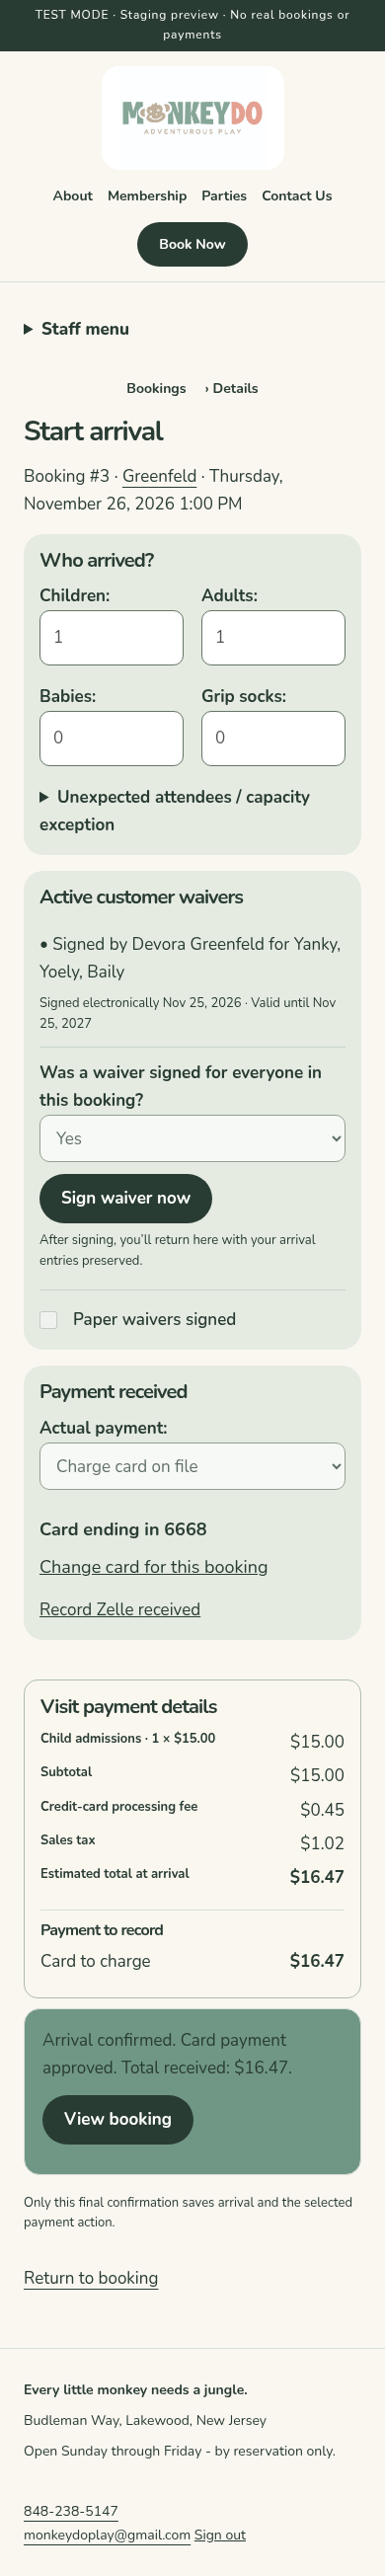 TEST MODE · Staging preview · No real bookings or
payments
MONKEYDO
ADVENTUROUS PLAY
About Membership Parties Contact Us
Book Now
▶ Staff menu
Bookings › Details
Start arrival
Booking #3 · Greenfeld · Thursday,
November 26, 2026 1:00 PM
Who arrived?
Children: Adults:
1 1
Babies: Grip socks:
0 0
▶ Unexpected attendees / capacity
exception
Active customer waivers
• Signed by Devora Greenfeld for Yanky,
Yoely, Baily
Signed electronically Nov 25, 2026 · Valid until Nov
25, 2027
Was a waiver signed for everyone in
this booking?
Yes
Sign waiver now
After signing, you’ll return here with your arrival
entries preserved.
Paper waivers signed
Payment received
Actual payment:
Charge card on file
Card ending in 6668
Change card for this booking
Record Zelle received
Visit payment details
Child admissions · 1 × $15.00 $15.00
Subtotal $15.00
Credit-card processing fee $0.45
Sales tax $1.02
Estimated total at arrival $16.47
Payment to record
Card to charge $16.47
Arrival confirmed. Card payment
approved. Total received: $16.47.
View booking
Only this final confirmation saves arrival and the selected
payment action.
Return to booking
Every little monkey needs a jungle.
Budleman Way, Lakewood, New Jersey
Open Sunday through Friday - by reservation only.
848-238-5147
monkeydoplay@gmail.com Sign out